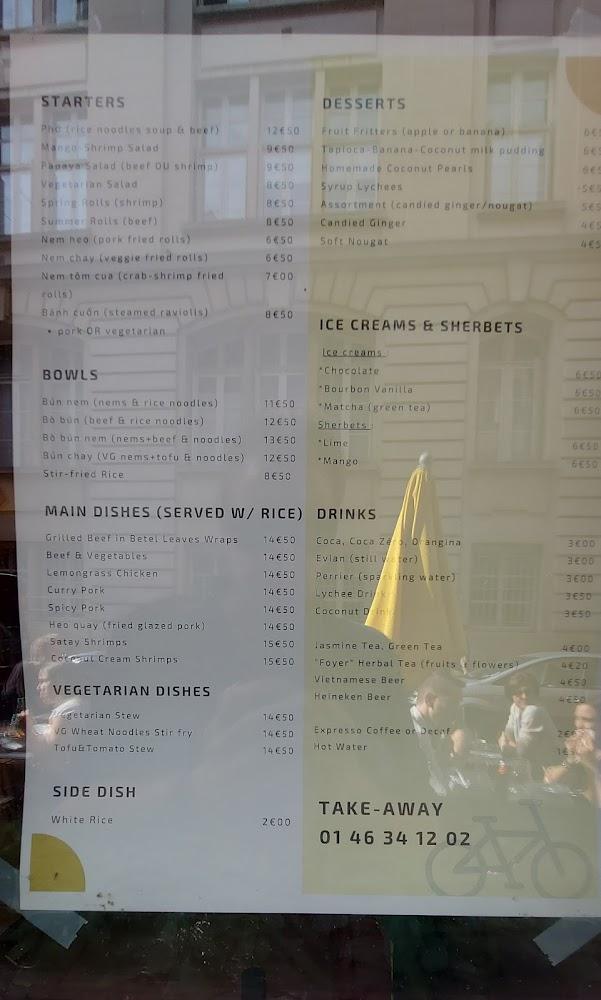 STARTERS
Phở (rice noodles soup & beef) 12€50
Mango-Shrimp Salad 9€50
Papaya Salad (beef OU shrimp) 9€50
Vegetarian Salad 8€50
Spring Rolls (shrimp) 8€50
Summer Rolls (beef) 8€50
Nem heo (pork fried rolls) 6€50
Nem chay (veggie fried rolls) 6€50
Nem tôm cua (crab-shrimp fried 7€00
rolls)
Bánh cuốn (steamed raviolis) 8€50
• pork OR vegetarian
BOWLS
Bún nem (nems & rice noodles) 11€50
Bò bún (beef & rice noodles) 12€50
Bò bún nem (nems+beef & noodles) 13€50
Bún chay (VG nems+tofu & noodles) 12€50
Stir-fried Rice 8€50
MAIN DISHES (SERVED W/ RICE)
Grilled Beef in Betel Leaves Wraps 14€50
Beef & Vegetables 14€50
Lemongrass Chicken 14€50
Curry Pork 14€50
Spicy Pork 14€50
Heo quay (fried glazed pork) 14€50
Satay Shrimps 15€50
Coconut Cream Shrimps 15€50
VEGETARIAN DISHES
Vegetarian Stew 14€50
VG Wheat Noodles Stir fry 14€50
Tofu&Tomato Stew 14€50
SIDE DISH
White Rice 2€00
DESSERTS
Fruit Fritters (apple or banana)
Tapioca-Banana-Coconut milk pudding
Homemade Coconut Pearls
Syrup Lychees
Assortment (candied ginger/nougat)
Candied Ginger
Soft Nougat
ICE CREAMS & SHERBETS
Ice creams :
*Chocolate 6€50
*Bourbon Vanilla 6€50
*Matcha (green tea) 6€50
Sherbets :
*Lime 6€50
*Mango 6€50
DRINKS
Coca, Coca Zéro, Orangina 3€00
Evian (still water) 3€00
Perrier (sparkling water) 3€00
Lychee Drink 3€50
Coconut Drink 3€50
Jasmine Tea, Green Tea 4€00
"Foyer" Herbal Tea (fruits & flowers) 4€20
Vietnamese Beer 4€50
Heineken Beer 4€50
Expresso Coffee or Decaf
Hot Water
TAKE-AWAY
01 46 34 12 02